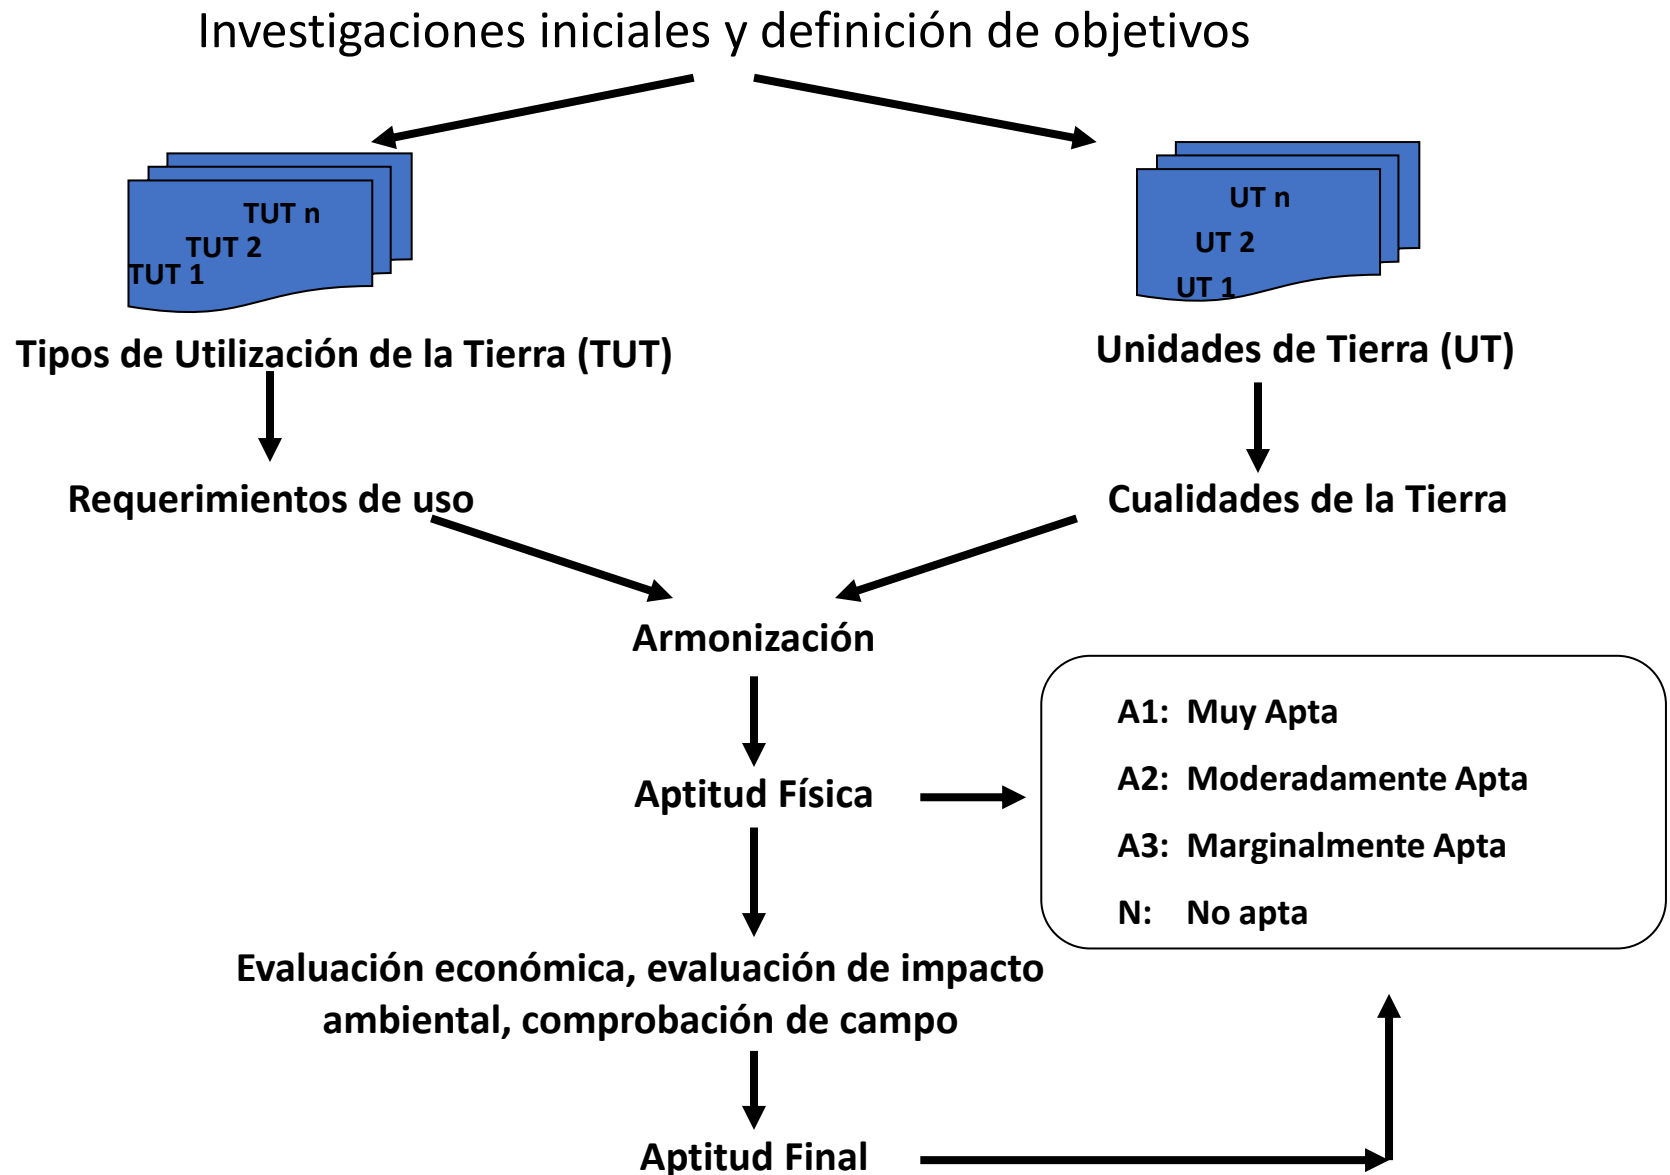 Investigaciones iniciales y definición de objetivos
TUT n
TUT 2
TUT 1
UT n
UT 2
UT 1
Tipos de Utilización de la Tierra (TUT)
Unidades de Tierra (UT)
Requerimientos de uso
Cualidades de la Tierra
Armonización
Aptitud Física
A1: Muy Apta
A2: Moderadamente Apta
A3: Marginalmente Apta
N: No apta
Evaluación económica, evaluación de impacto
ambiental, comprobación de campo
Aptitud Final